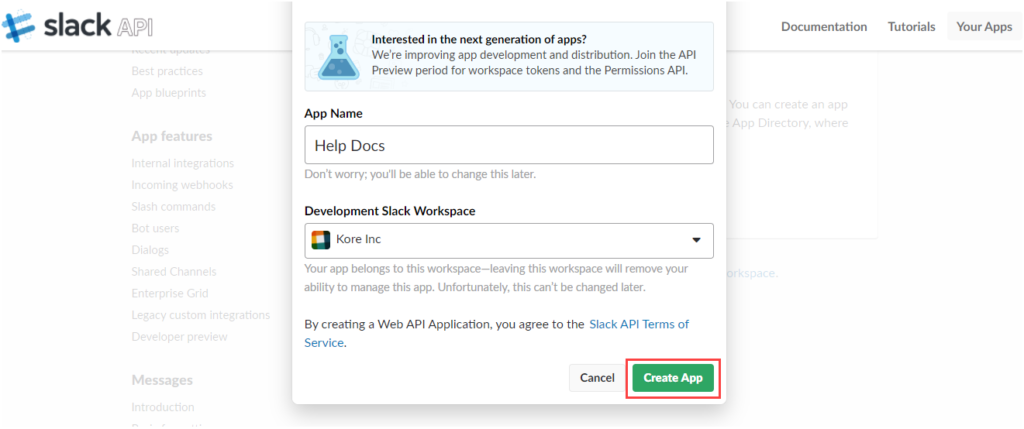 slack API
Documentation
Tutorials
Your Apps
Recent updates
Best practices
App blueprints
App features
Internal integrations
Incoming webhooks
Slash commands
Bot users
Dialogs
Shared Channels
Enterprise Grid
Legacy custom integrations
Developer preview
Messages
Introduction
Interested in the next generation of apps?
We’re improving app development and distribution. Join the API
Preview period for workspace tokens and the Permissions API.
App Name
Help Docs
Don’t worry; you'll be able to change this later.
Development Slack Workspace
Kore Inc
Your app belongs to this workspace—leaving this workspace will remove your
ability to manage this app. Unfortunately, this can’t be changed later.
By creating a Web API Application, you agree to the Slack API Terms of
Service.
Cancel
Create App
You can create an app
App Directory, where
workspace.